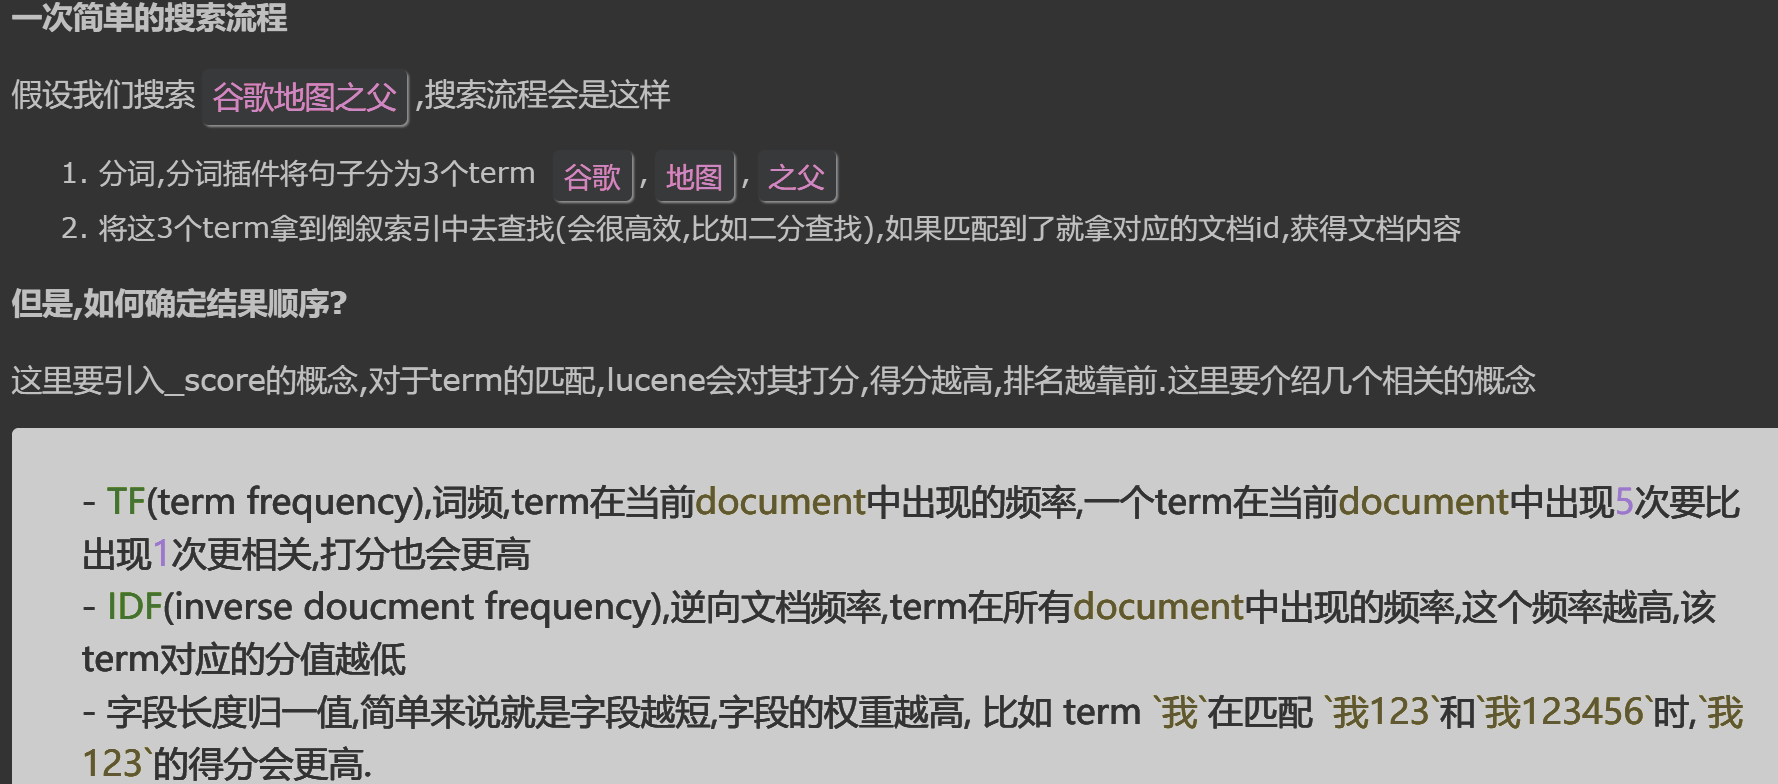 一次简单的搜索流程
假设我们搜索 谷歌地图之父 ,搜索流程会是这样
1. 分词,分词插件将句子分为3个term 谷歌 , 地图 , 之父
2. 将这3个term拿到倒叙索引中去查找(会很高效,比如二分查找),如果匹配到了就拿对应的文档id,获得文档内容
但是,如何确定结果顺序?
这里要引入_score的概念,对于term的匹配,lucene会对其打分,得分越高,排名越靠前.这里要介绍几个相关的概念
- TF(term frequency),词频,term在当前document中出现的频率,一个term在当前document中出现5次要比
出现1次更相关,打分也会更高
- IDF(inverse doucment frequency),逆向文档频率,term在所有document中出现的频率,这个频率越高,该
term对应的分值越低
- 字段长度归一值,简单来说就是字段越短,字段的权重越高, 比如 term `我`在匹配 `我123`和`我123456`时,`我
123`的得分会更高.